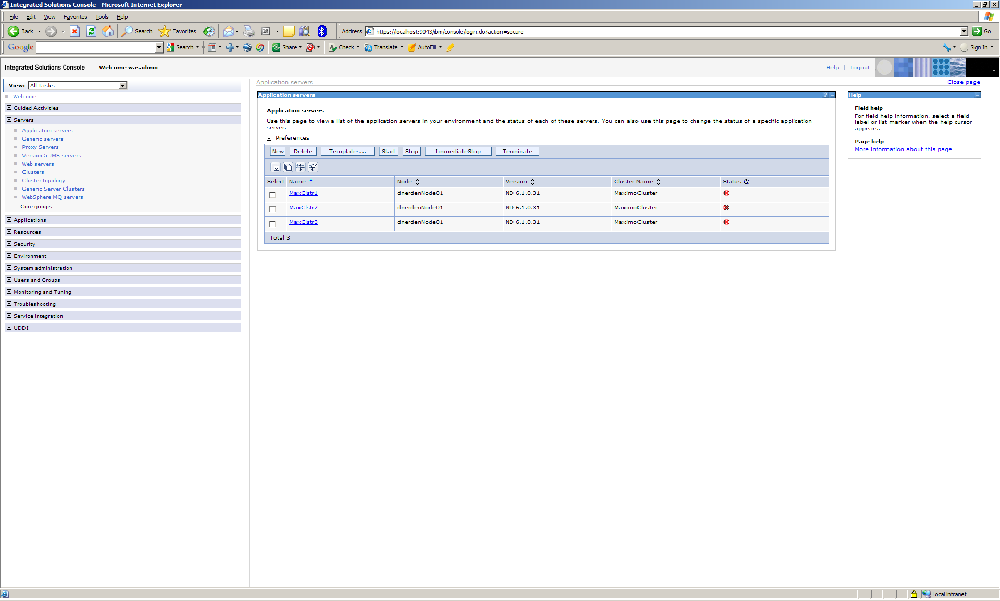 Integrated Solutions Console - Microsoft Internet Explorer
File Edit View Favorites Tools Help
Back Search Favorites Address https://localhost:9043/ibm/console/login.do?action=secure Go
Google Search Share Check Translate AutoFill Sign In
Integrated Solutions Console Welcome wasadmin Help | Logout IBM.
View: All tasks
Welcome
Guided Activities
Servers
Application servers
Generic servers
Proxy Servers
Version 5 JMS servers
Web servers
Clusters
Cluster topology
Generic Server Clusters
WebSphere MQ servers
Core groups
Applications
Resources
Security
Environment
System administration
Users and Groups
Monitoring and Tuning
Troubleshooting
Service integration
UDDI
Application servers Close page
Application servers ?
Application servers
Use this page to view a list of the application servers in your environment and the status of each of these servers. You can also use this page to change the status of a specific application
server.
Preferences
New Delete Templates... Start Stop ImmediateStop Terminate
Select Name Node Version Cluster Name Status
MaxClstr1 dnerdenNode01 ND 6.1.0.31 MaximoCluster
MaxClstr2 dnerdenNode01 ND 6.1.0.31 MaximoCluster
MaxClstr3 dnerdenNode01 ND 6.1.0.31 MaximoCluster
Total 3
Help
Field help
For field help information, select a field
label or list marker when the help cursor
appears.
Page help
More information about this page
Local intranet